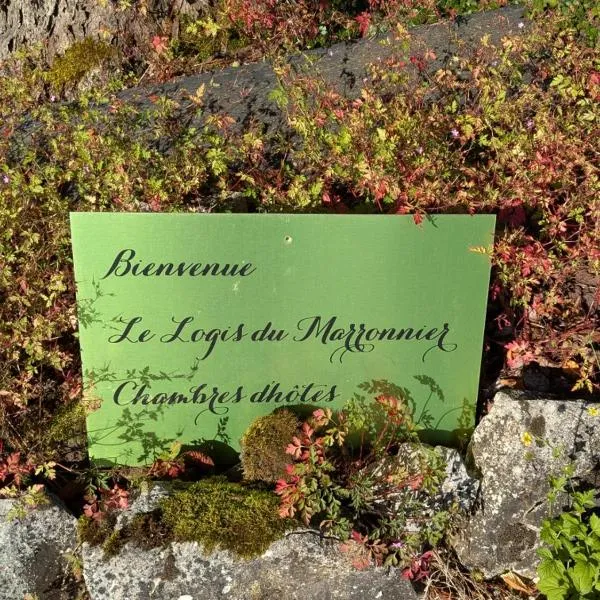 Bienvenue
Le Logis du Marronnier
Chambres d'hôtes